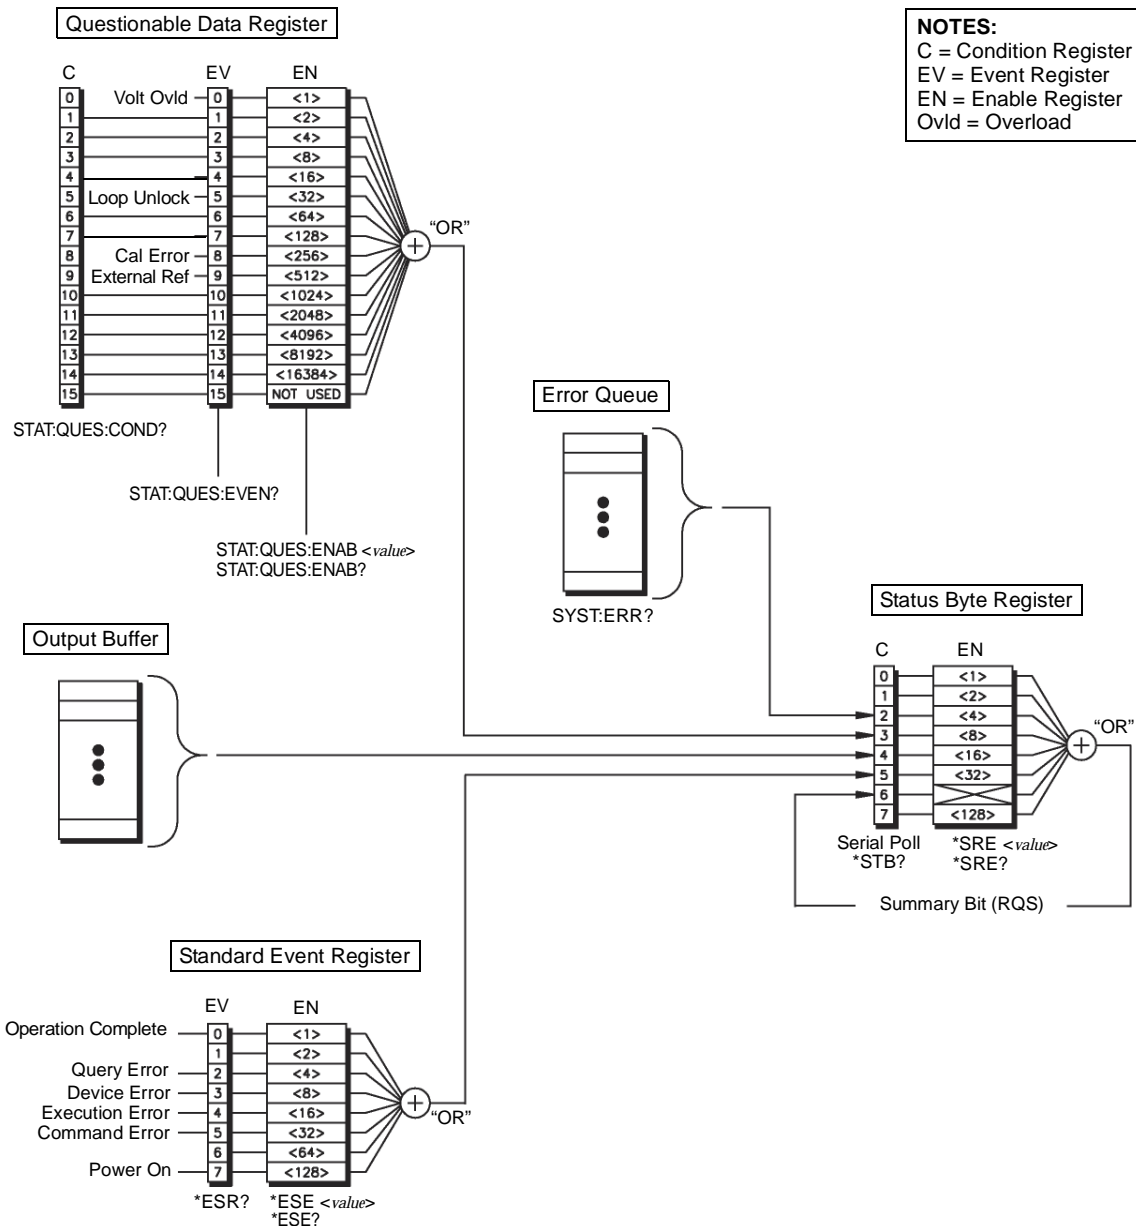 Questionable Data Register
NOTES:
C = Condition Register
EV = Event Register
EN = Enable Register
Ovld = Overload
C EV EN
0 Volt Ovld 0 <1>
1 1 <2>
2 2 <4>
3 3 <8>
4 4 <16>
5 Loop Unlock 5 <32>
6 6 <64>
7 7 <128>
8 Cal Error 8 <256>
9 External Ref 9 <512>
10 10 <1024>
11 11 <2048>
12 12 <4096>
13 13 <8192>
14 14 <16384>
15 15 NOT USED
“OR”
STAT:QUES:COND?
STAT:QUES:EVEN?
STAT:QUES:ENAB <value>
STAT:QUES:ENAB?
Error Queue
SYST:ERR?
Output Buffer
Status Byte Register
C EN
0 <1>
1 <2>
2 <4>
3 <8>
4 <16>
5 <32>
6
7 <128>
“OR”
Serial Poll
*STB?
*SRE <value>
*SRE?
Summary Bit (RQS)
Standard Event Register
EV EN
Operation Complete 0 <1>
1 <2>
Query Error 2 <4>
Device Error 3 <8>
Execution Error 4 <16>
Command Error 5 <32>
6 <64>
Power On 7 <128>
“OR”
*ESR?
*ESE <value>
*ESE?